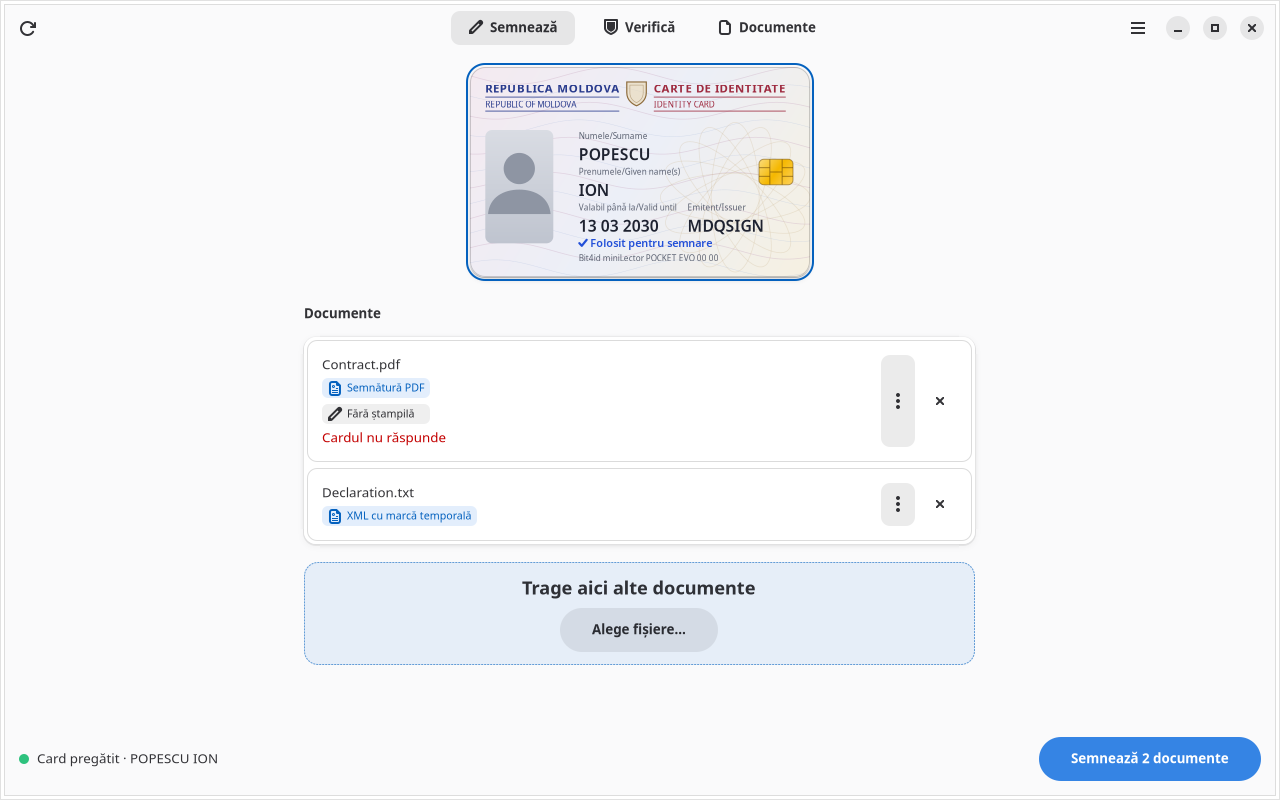 Semnează
Verifică
Documente
REPUBLICA MOLDOVA
REPUBLIC OF MOLDOVA
CARTE DE IDENTITATE
IDENTITY CARD
Numele/Surname
POPESCU
Prenumele/Given name(s)
ION
Valabil până la/Valid until Emitent/Issuer
13 03 2030 MDQSIGN
Folosit pentru semnare
Bit4id miniLector POCKET EVO 00 00
Documente
Contract.pdf
Semnătură PDF
Fără ștampilă
Cardul nu răspunde
Declaration.txt
XML cu marcă temporală
Trage aici alte documente
Alege fișiere...
Card pregătit · POPESCU ION
Semnează 2 documente